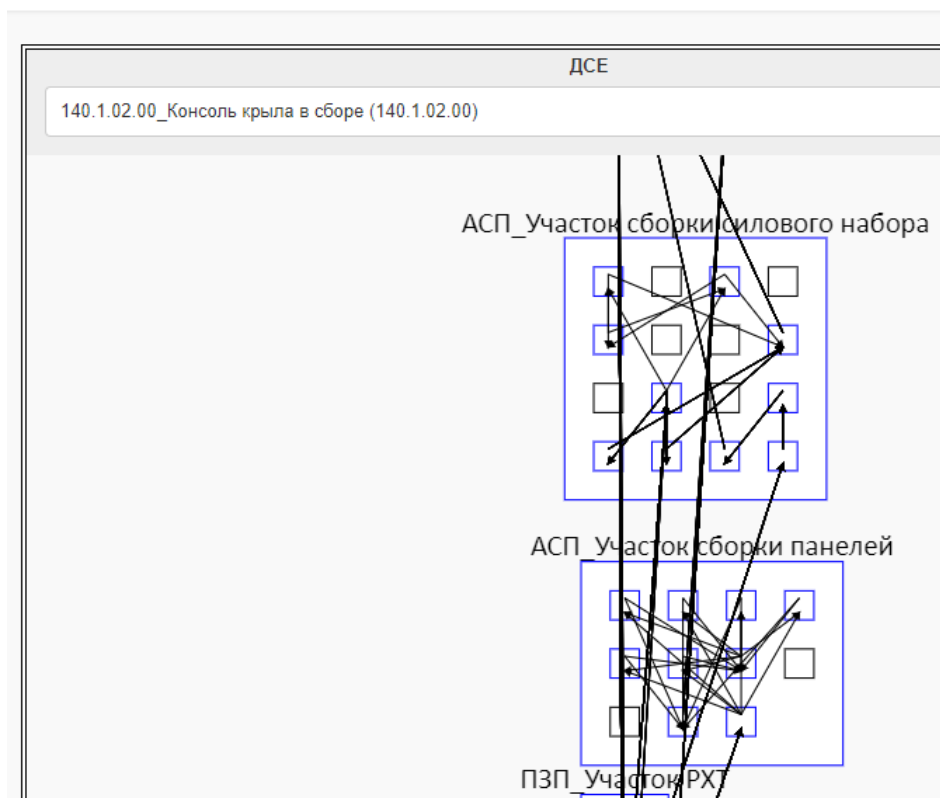 ДСЕ
140.1.02.00_Консоль крыла в сборе (140.1.02.00)
АСП_Участок сборки силового набора
АСП_Участок сборки панелей
ПЗП_Участок РХТ